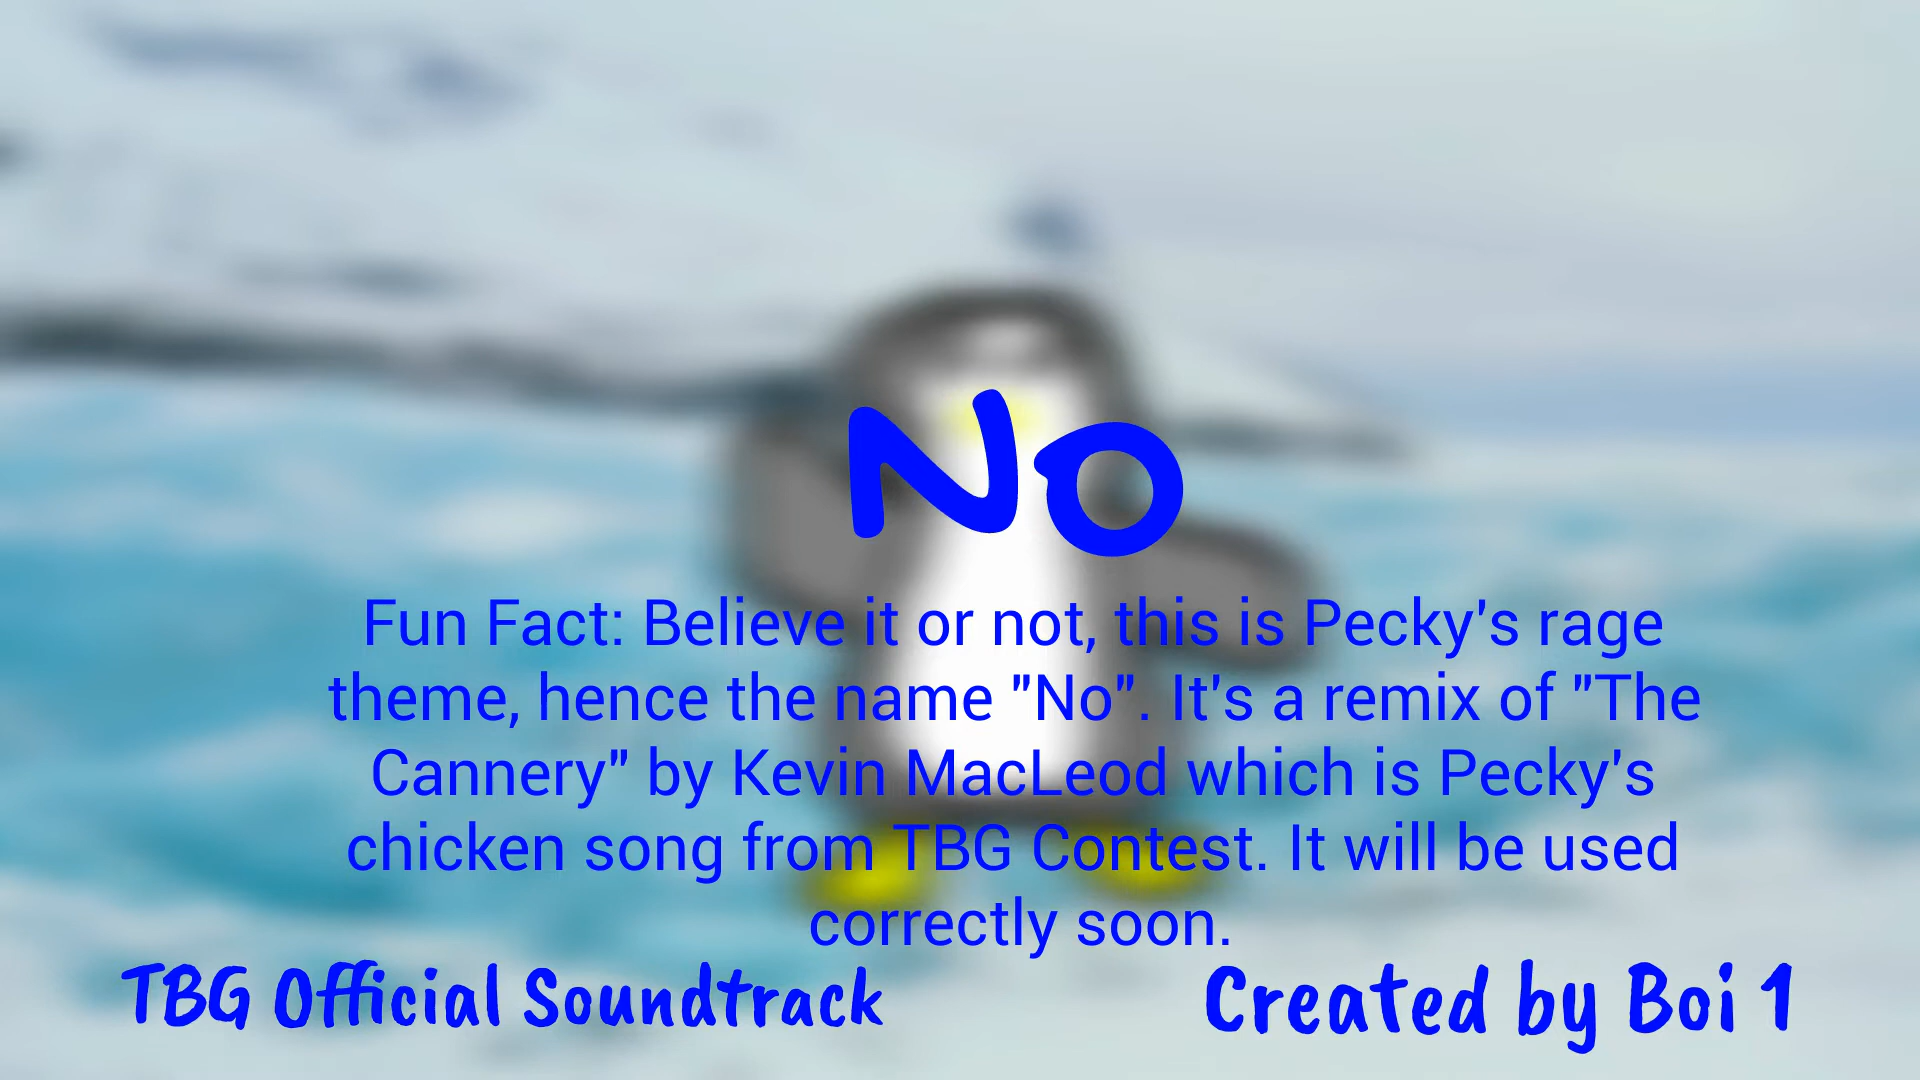 No
Fun Fact: Believe it or not, this is Pecky's rage
theme, hence the name "No". It's a remix of "The
Cannery" by Kevin MacLeod which is Pecky's
chicken song from TBG Contest. It will be used
correctly soon.
TBG Official Soundtrack
Created by Boi 1